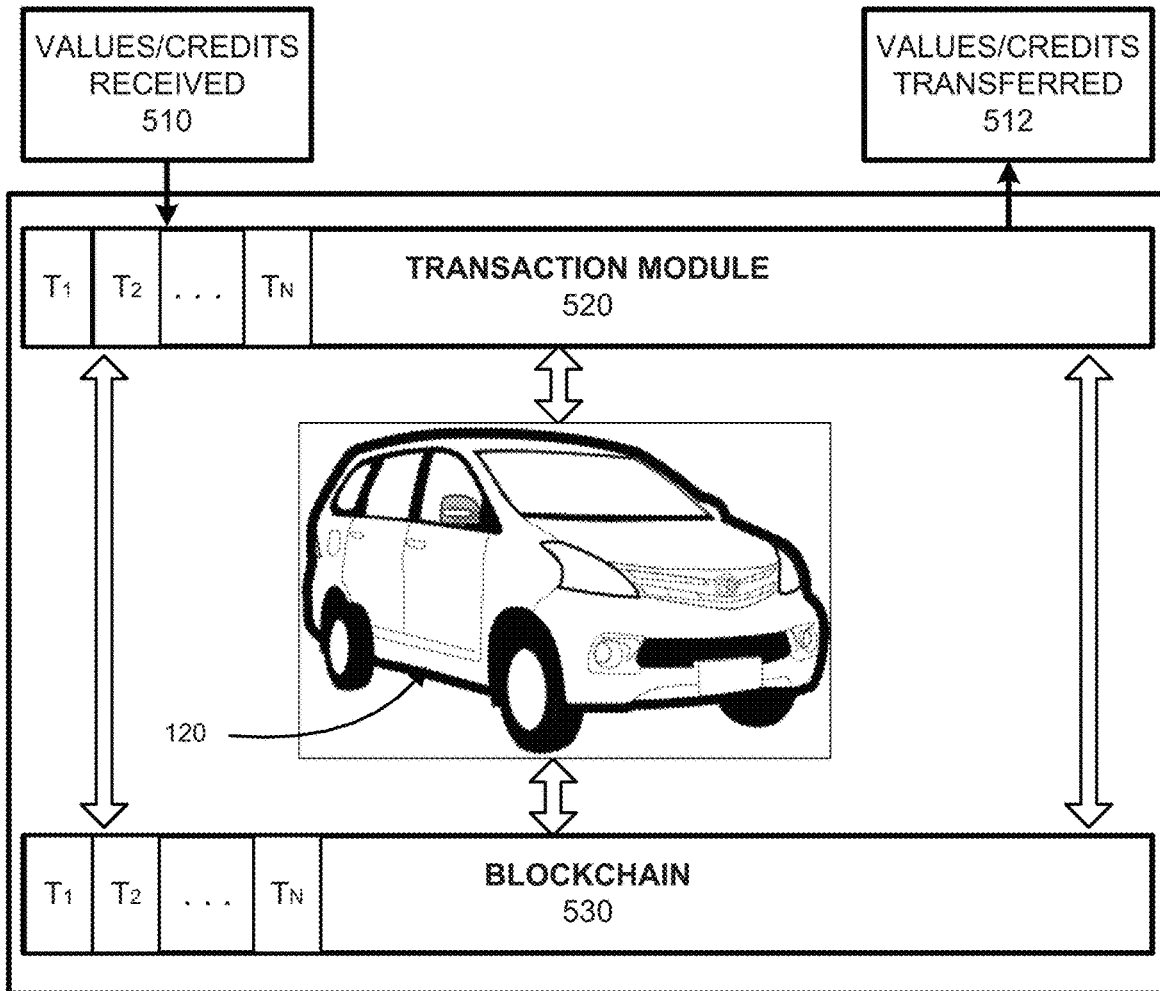 VALUES/CREDITS
RECEIVED
510
VALUES/CREDITS
TRANSFERRED
512
T1 T2 . . . TN
TRANSACTION MODULE
520
120
T1 T2 . . . TN
BLOCKCHAIN
530